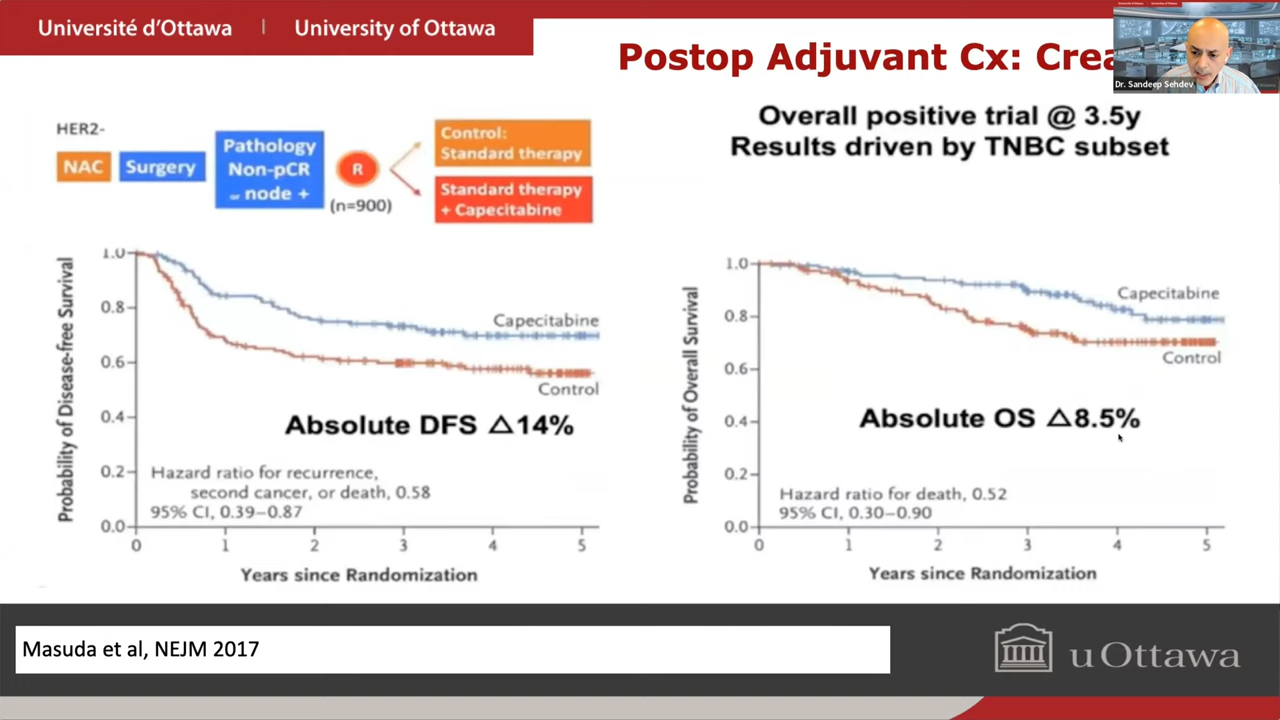 Université d'Ottawa | University of Ottawa
Postop Adjuvant Cx:
Dr. Sandeep Sehdev
Overall positive trial @ 3.5y
Results driven by TNBC subset
HER2-
NAC
Surgery
Pathology
Non-pCR
or node +
R
(n=900)
Control:
Standard therapy
Standard therapy
+ Capecitabine
Probability of Disease-free Survival
1.0
0.8
0.6
0.4
0.2
0.0
Capecitabine
Control
Absolute DFS △14%
Hazard ratio for recurrence,
second cancer, or death, 0.58
95% CI, 0.39–0.87
0 1 2 3 4 5
Years since Randomization
Probability of Overall Survival
1.0
0.8
0.6
0.4
0.2
0.0
Capecitabine
Control
Absolute OS △8.5%
Hazard ratio for death, 0.52
95% CI, 0.30–0.90
0 1 2 3 4 5
Years since Randomization
Masuda et al, NEJM 2017
uOttawa